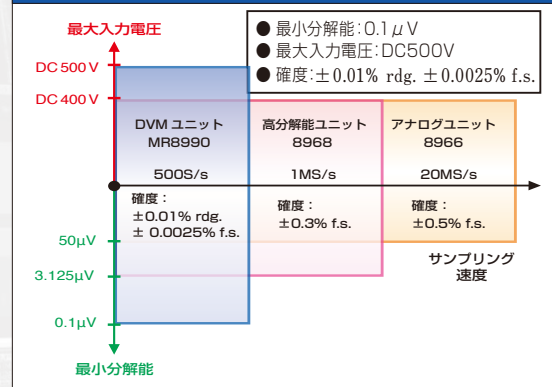 最大入力電圧
● 最小分解能:0.1μV
● 最大入力電圧:DC500V
● 確度:±0.01% rdg. ±0.0025% f.s.
DC500V
DC400V
DVM ユニット
MR8990
500S/s
確度：
±0.01% rdg.
± 0.0025% f.s.
高分解能ユニット
8968
1MS/s
確度：
±0.3% f.s.
アナログユニット
8966
20MS/s
確度：
±0.5% f.s.
50μV
サンプリング
速度
3.125μV
0.1μV
最小分解能